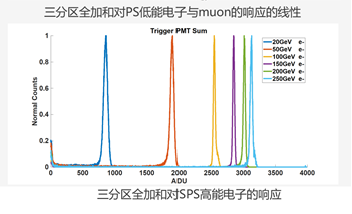 三分区全加和对PS低能电子与muon的响应的线性
Trigger PMT Sum
20GeV e-
50GeV e-
100GeV e-
150GeV e-
200GeV e-
250GeV e-
Normal Counts
1
0.8
0.6
0.4
0.2
0
0 500 1000 1500 2000 2500 3000 3500 4000
A/DU
三分区全加和对SPS高能电子的响应